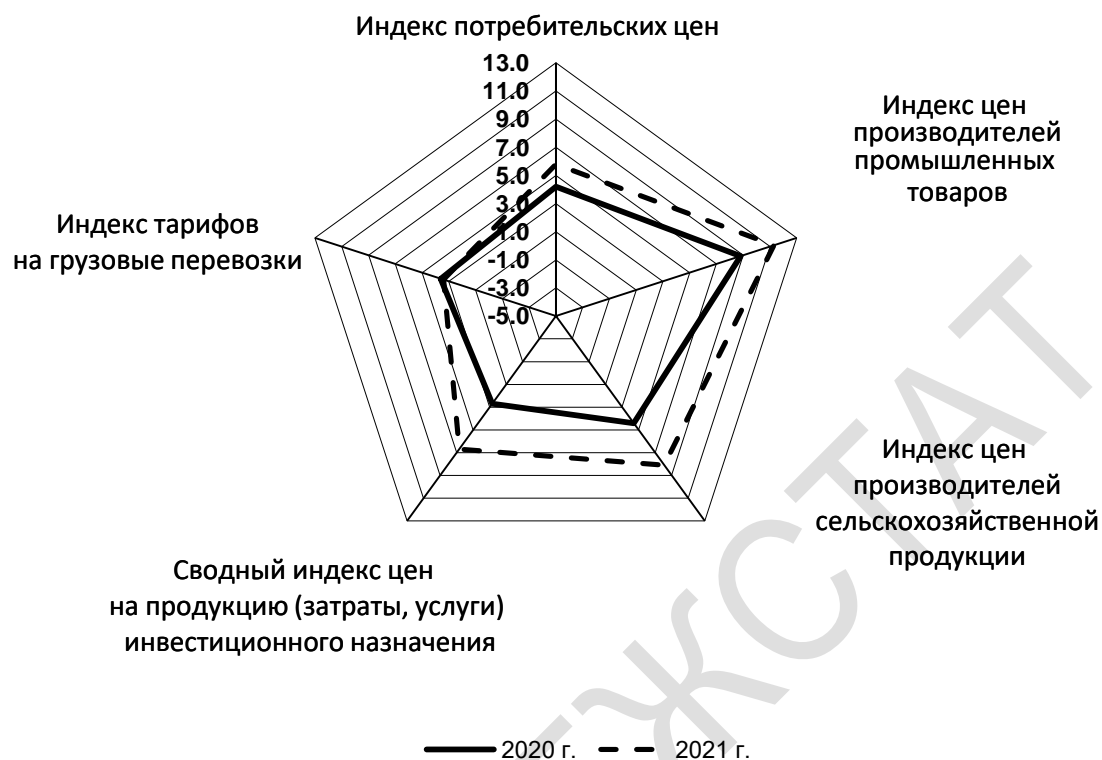 Индекс потребительских цен
13.0
11.0
9.0
7.0
5.0
3.0
1.0
-1.0
-3.0
-5.0
Индекс цен
производителей
промышленных
товаров
Индекс тарифов
на грузовые перевозки
Индекс цен
производителей
сельскохозяйственной
продукции
Сводный индекс цен
на продукцию (затраты, услуги)
инвестиционного назначения
2020 г.
2021 г.
ЖСТАТ